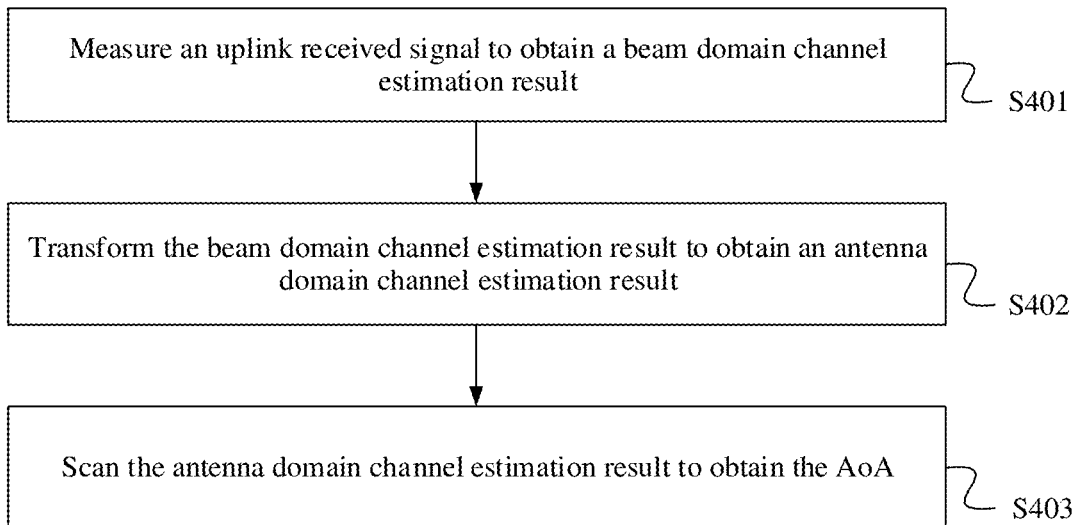 Measure an uplink received signal to obtain a beam domain channel
estimation result
S401
Transform the beam domain channel estimation result to obtain an antenna
domain channel estimation result
S402
Scan the antenna domain channel estimation result to obtain the AoA
S403